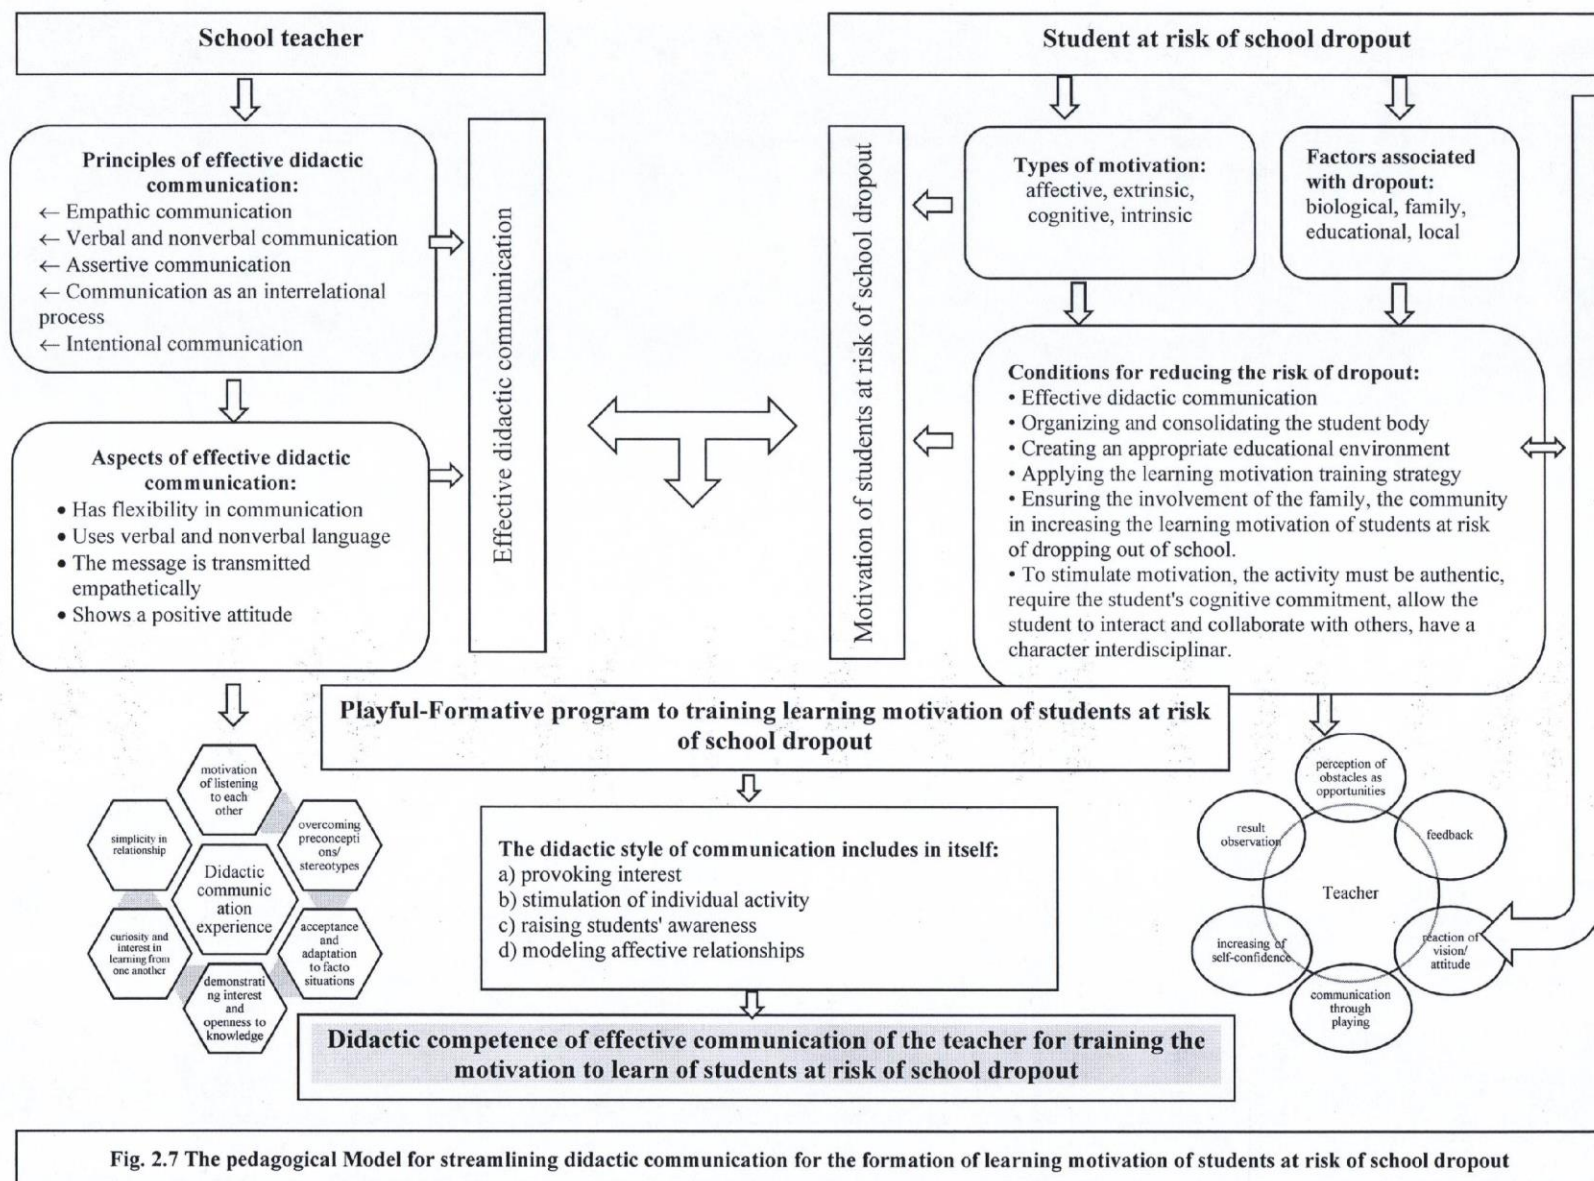 School teacher
Student at risk of school dropout
Principles of effective didactic
communication:
← Empathic communication
← Verbal and nonverbal communication
← Assertive communication
← Communication as an interrelational
process
← Intentional communication
Aspects of effective didactic
communication:
• Has flexibility in communication
• Uses verbal and nonverbal language
• The message is transmitted
empathetically
• Shows a positive attitude
Effective didactic communication
Motivation of students at risk of school dropout
Types of motivation:
affective, extrinsic,
cognitive, intrinsic
Factors associated
with dropout:
biological, family,
educational, local
Conditions for reducing the risk of dropout:
• Effective didactic communication
• Organizing and consolidating the student body
• Creating an appropriate educational environment
• Applying the learning motivation training strategy
• Ensuring the involvement of the family, the community
in increasing the learning motivation of students at risk
of dropping out of school.
• To stimulate motivation, the activity must be authentic,
require the student's cognitive commitment, allow the
student to interact and collaborate with others, have a
character interdisciplinar.
Playful-Formative program to training learning motivation of students at risk
of school dropout
motivation
of listening
to each
other
overcoming
preconcepti
ons/
stereotypes
acceptance
and
adaptation
to facto
situations
demonstrati
ng interest
and
openness to
knowledge
curiosity and
interest in
learning from
one another
simplicity in
relationship
Didactic
communic
ation
experience
The didactic style of communication includes in itself:
a) provoking interest
b) stimulation of individual activity
c) raising students' awareness
d) modeling affective relationships
perception of
obstacles as
opportunities
feedback
reaction of
vision/
attitude
communication
through
playing
increasing of
self-confidence
result
observation
Teacher
Didactic competence of effective communication of the teacher for training the
motivation to learn of students at risk of school dropout
Fig. 2.7 The pedagogical Model for streamlining didactic communication for the formation of learning motivation of students at risk of school dropout